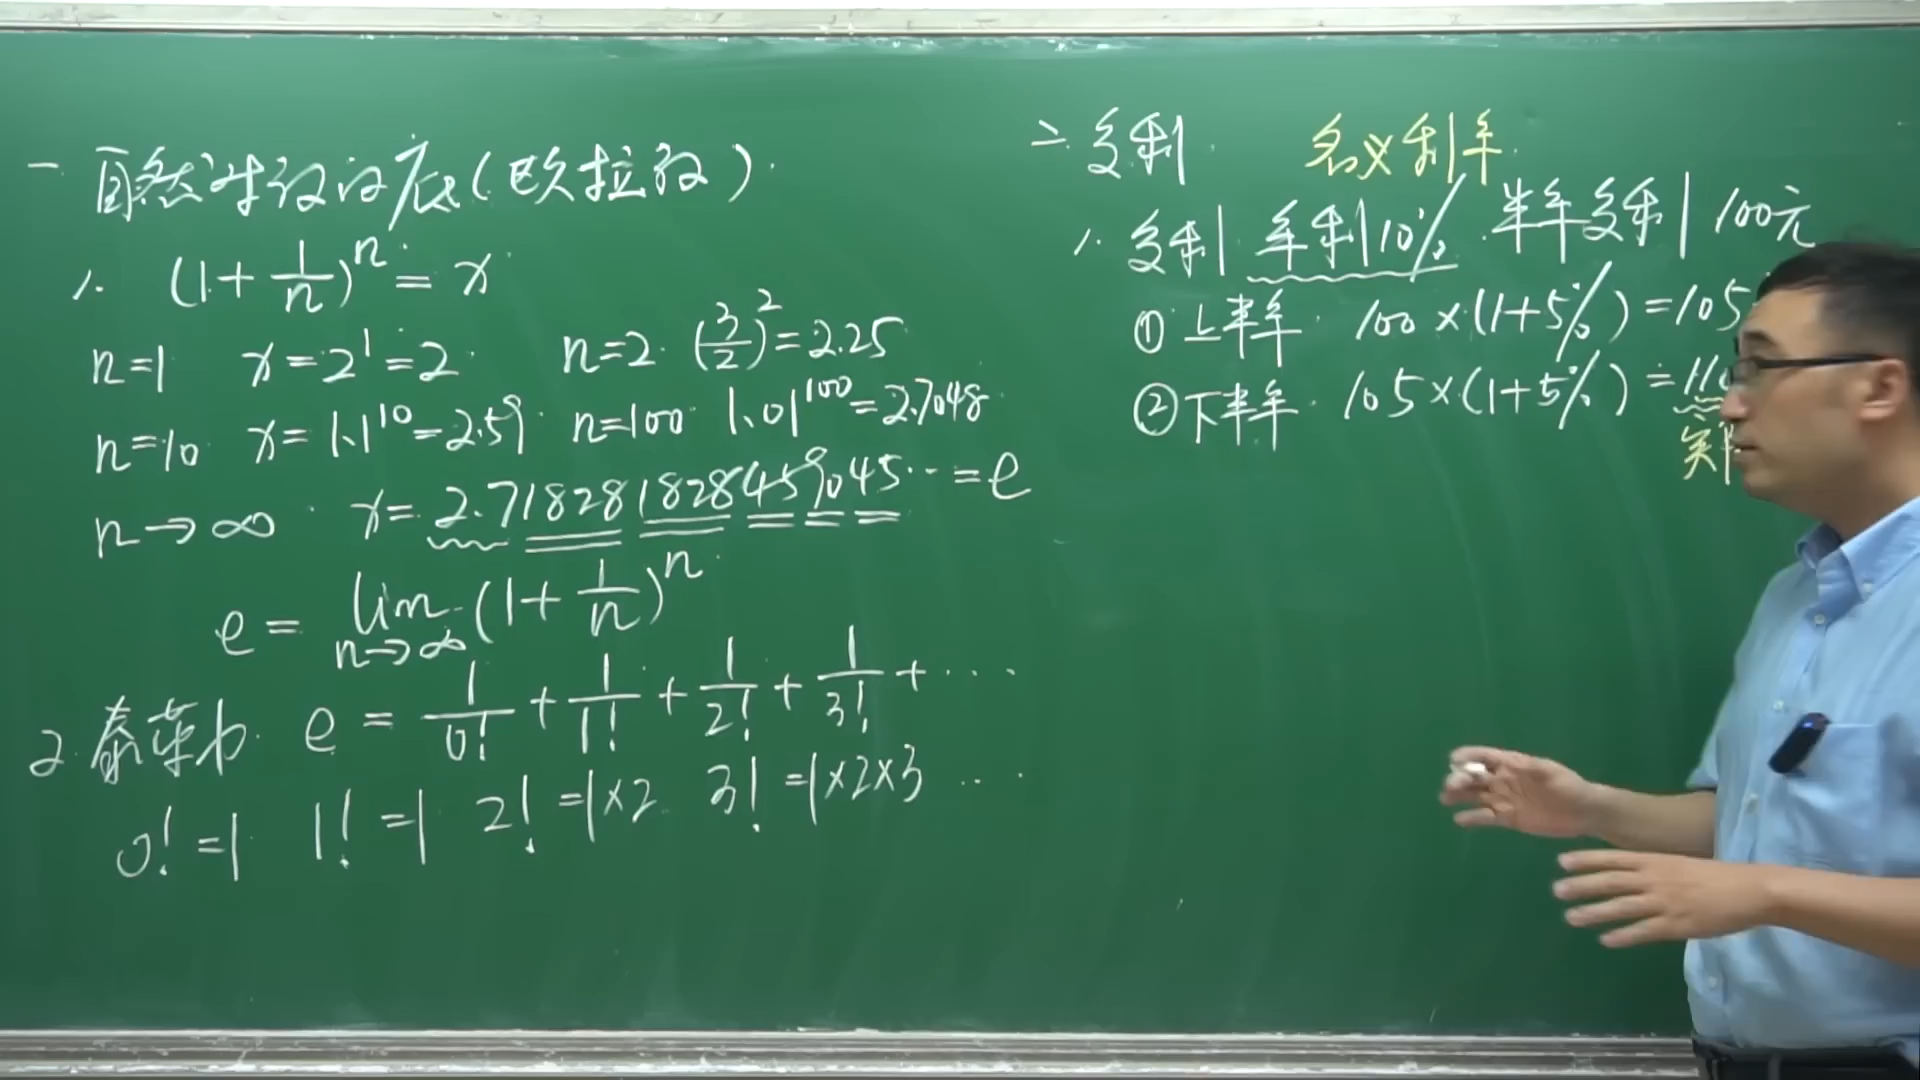 一 自然对数的底(欧拉数)
1. (1+1/n)^n = x
n=1 x=2^1=2 n=2 (3/2)^2=2.25
n=10 x=1.1^10=2.59 n=100 1.01^100=2.7048
n→∞ x=2.718281828459045…=e
e=lim n→∞ (1+1/n)^n
2. 泰勒 e=1/0!+1/1!+1/2!+1/3!+……
0!=1 1!=1 2!=1×2 3!=1×2×3 ……
二 复利 名义利率
1. 复利 年利10% 半年复利 100元
① 上半年 100×(1+5%)=105
② 下半年 105×(1+5%)=11
实